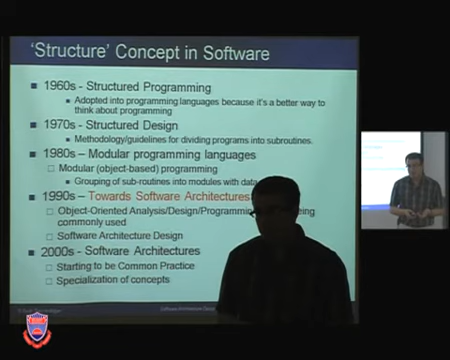 'Structure' Concept in Software
1960s - Structured Programming
Adopted into programming languages because it's a better way to
think about programming
1970s - Structured Design
Methodology/guidelines for dividing programs into subroutines.
1980s – Modular programming languages
Modular (object-based) programming
Grouping of sub-routines into modules with data
1990s – Towards Software Architectures
Object-Oriented Analysis/Design/Programming
commonly used
Software Architecture Design
2000s - Software Architectures
Starting to be Common Practice
Specialization of concepts